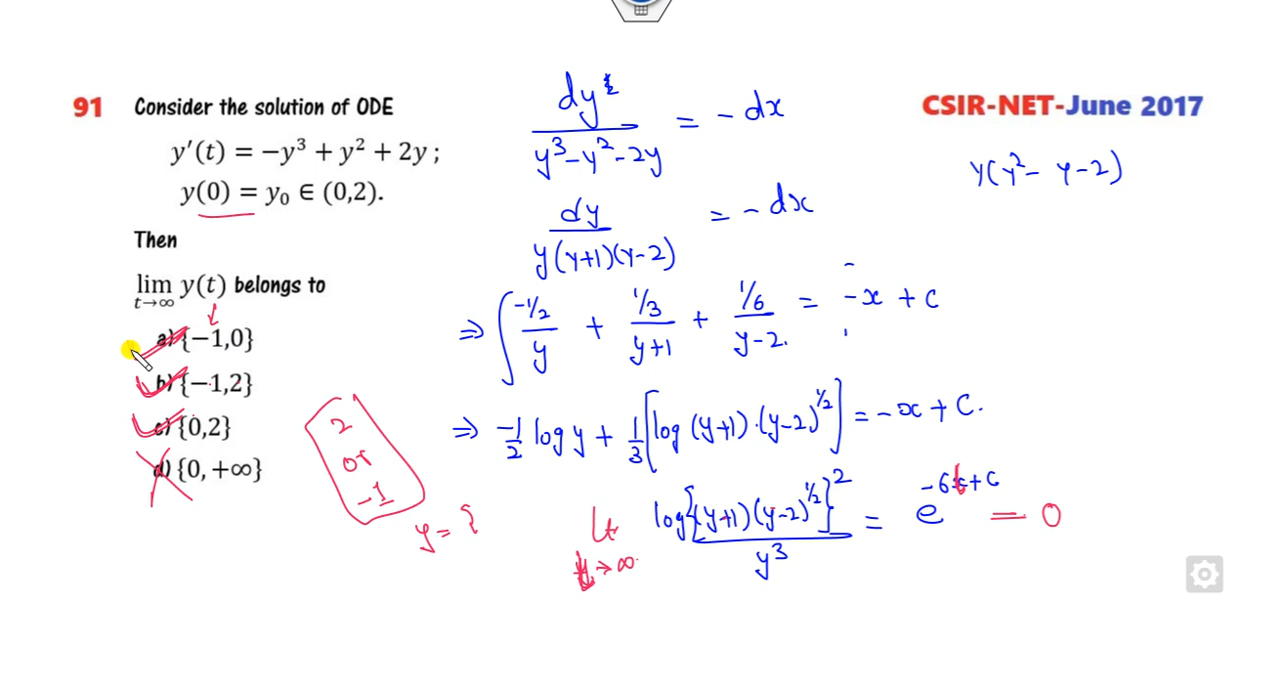 91 Consider the solution of ODE
y′(t) = −y³ + y² + 2y ;
y(0) = y₀ ∈ (0,2).
Then
lim y(t) belongs to
t→∞
a) {−1,0}
b) {−1,2}
c) {0,2}
d) {0, +∞}
CSIR-NET-June 2017
y(y² - y - 2)
dy / (y³ - y² - 2y) = - dx
dy / (y(y+1)(y-2)) = - dx
⇒ ∫ (-1/2)/y + (1/3)/(y+1) + (1/6)/(y-2) = -x + c
⇒ -1/2 log y + 1/3 [log (y+1)·(y-2)^{1/2}] = -x + C.
Lt t→∞ log{(y+1)(y-2)^{1/2}}² / y³ = e^{-6t+c} = 0
2
or
-1
y = {